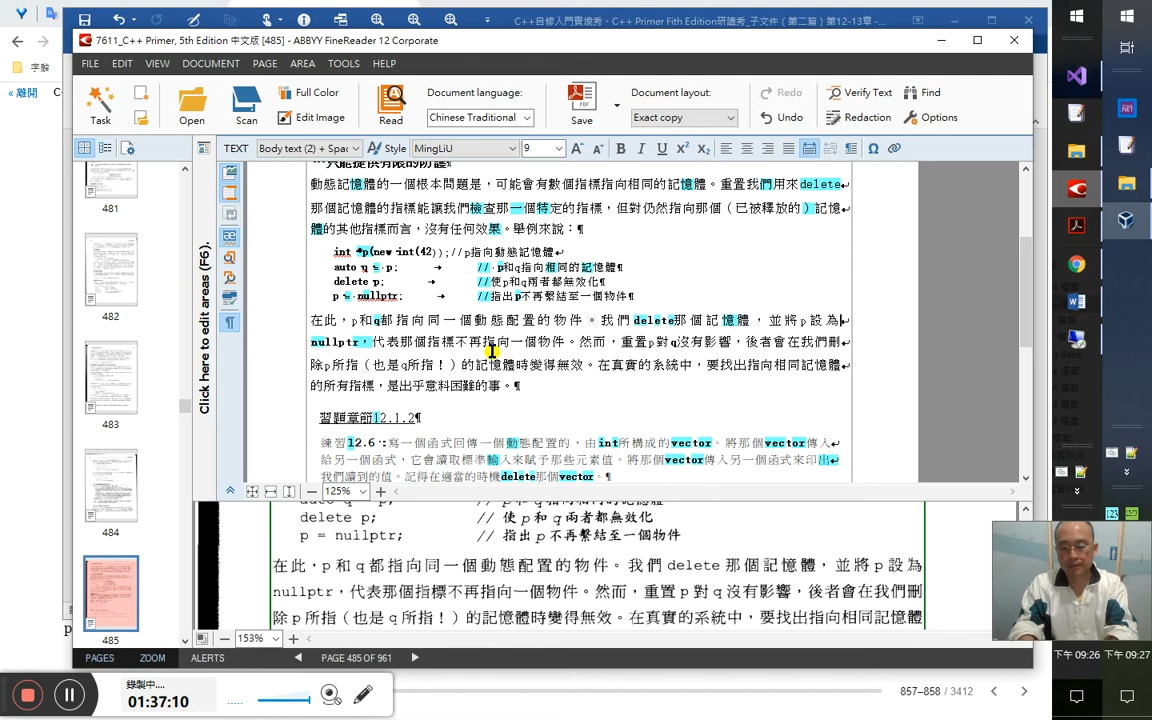 C++自修入門實境秀、C++ Primer Fith Edition研讀秀_子文件（第二篇）第12-13章 - ...
7611_C++ Primer, 5th Edition 中文版 [485] - ABBYY FineReader 12 Corporate
字幹
« 離開
FILE EDIT VIEW DOCUMENT PAGE AREA TOOLS HELP
Task
Open
Scan
Full Color
Edit Image
Read
Document language:
Chinese Traditional
Save
Document layout:
Exact copy
Redo
Undo
Verify Text
Redaction
Find
Options
TEXT
Body text (2) + Spac
Style
MingLiU
9
481
482
483
484
485
Click here to edit areas (F6).
動態記憶體的一個根本問題是，可能會有數個指標指向相同的記憶體。重置我們用來delete
那個記憶體的指標能讓我們檢查那一個特定的指標，但對仍然指向那個（已被釋放的）記憶
體的其他指標而言，沒有任何效果。舉例來說：
int *p(new int(42));//p指向動態記憶體
auto q = p; → // p和q指向相同的記憶體
delete p; → //使p和q兩者都無效化
p = nullptr; → //指出p不再繫結至一個物件
在此，p和q都指向同一個動態配置的物件。我們delete那個記憶體，並將p設為
nullptr，代表那個指標不再指向一個物件。然而，重置p對q沒有影響，後者會在我們刪
除p所指（也是q所指！）的記憶體時變得無效。在真實的系統中，要找出指向相同記憶體
的所有指標，是出乎意料困難的事。
習題章節12.1.2
練習12.6：寫一個函式回傳一個動態配置的，由int所構成的vector。將那個vector傳入
給另一個函式，它會讀取標準輸入來賦予那些元素值。將那個vector傳入另一個函式來印出
我們讀到的值。記得在適當的時機delete那個vector。
125%
delete p; // 使p和q兩者都無效化
p = nullptr; // 指出p不再繫結至一個物件
在此，p和q都指向同一個動態配置的物件。我們delete那個記憶體，並將p設為
nullptr，代表那個指標不再指向一個物件。然而，重置p對q沒有影響，後者會在我們刪
除p所指（也是q所指！）的記憶體時變得無效。在真實的系統中，要找出指向相同記憶體
153%
PAGES ZOOM ALERTS PAGE 485 OF 961
錄製中....
01:37:10
857–858 / 3412
下午 09:26
下午 09:27